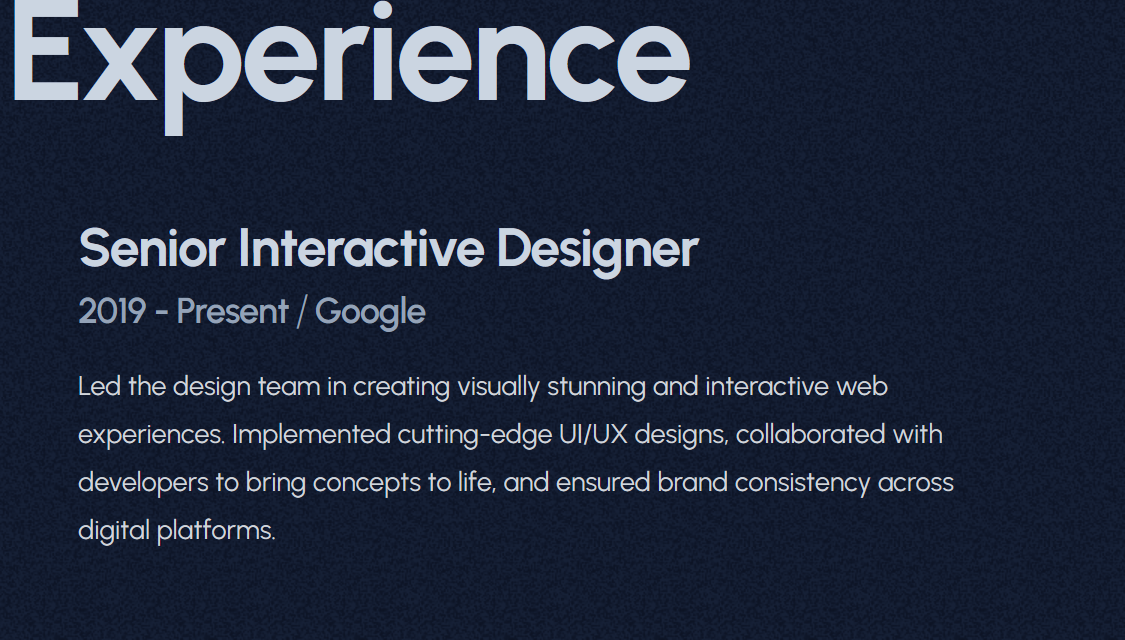 Experience
Senior Interactive Designer
2019 - Present / Google
Led the design team in creating visually stunning and interactive web
experiences. Implemented cutting-edge UI/UX designs, collaborated with
developers to bring concepts to life, and ensured brand consistency across
digital platforms.